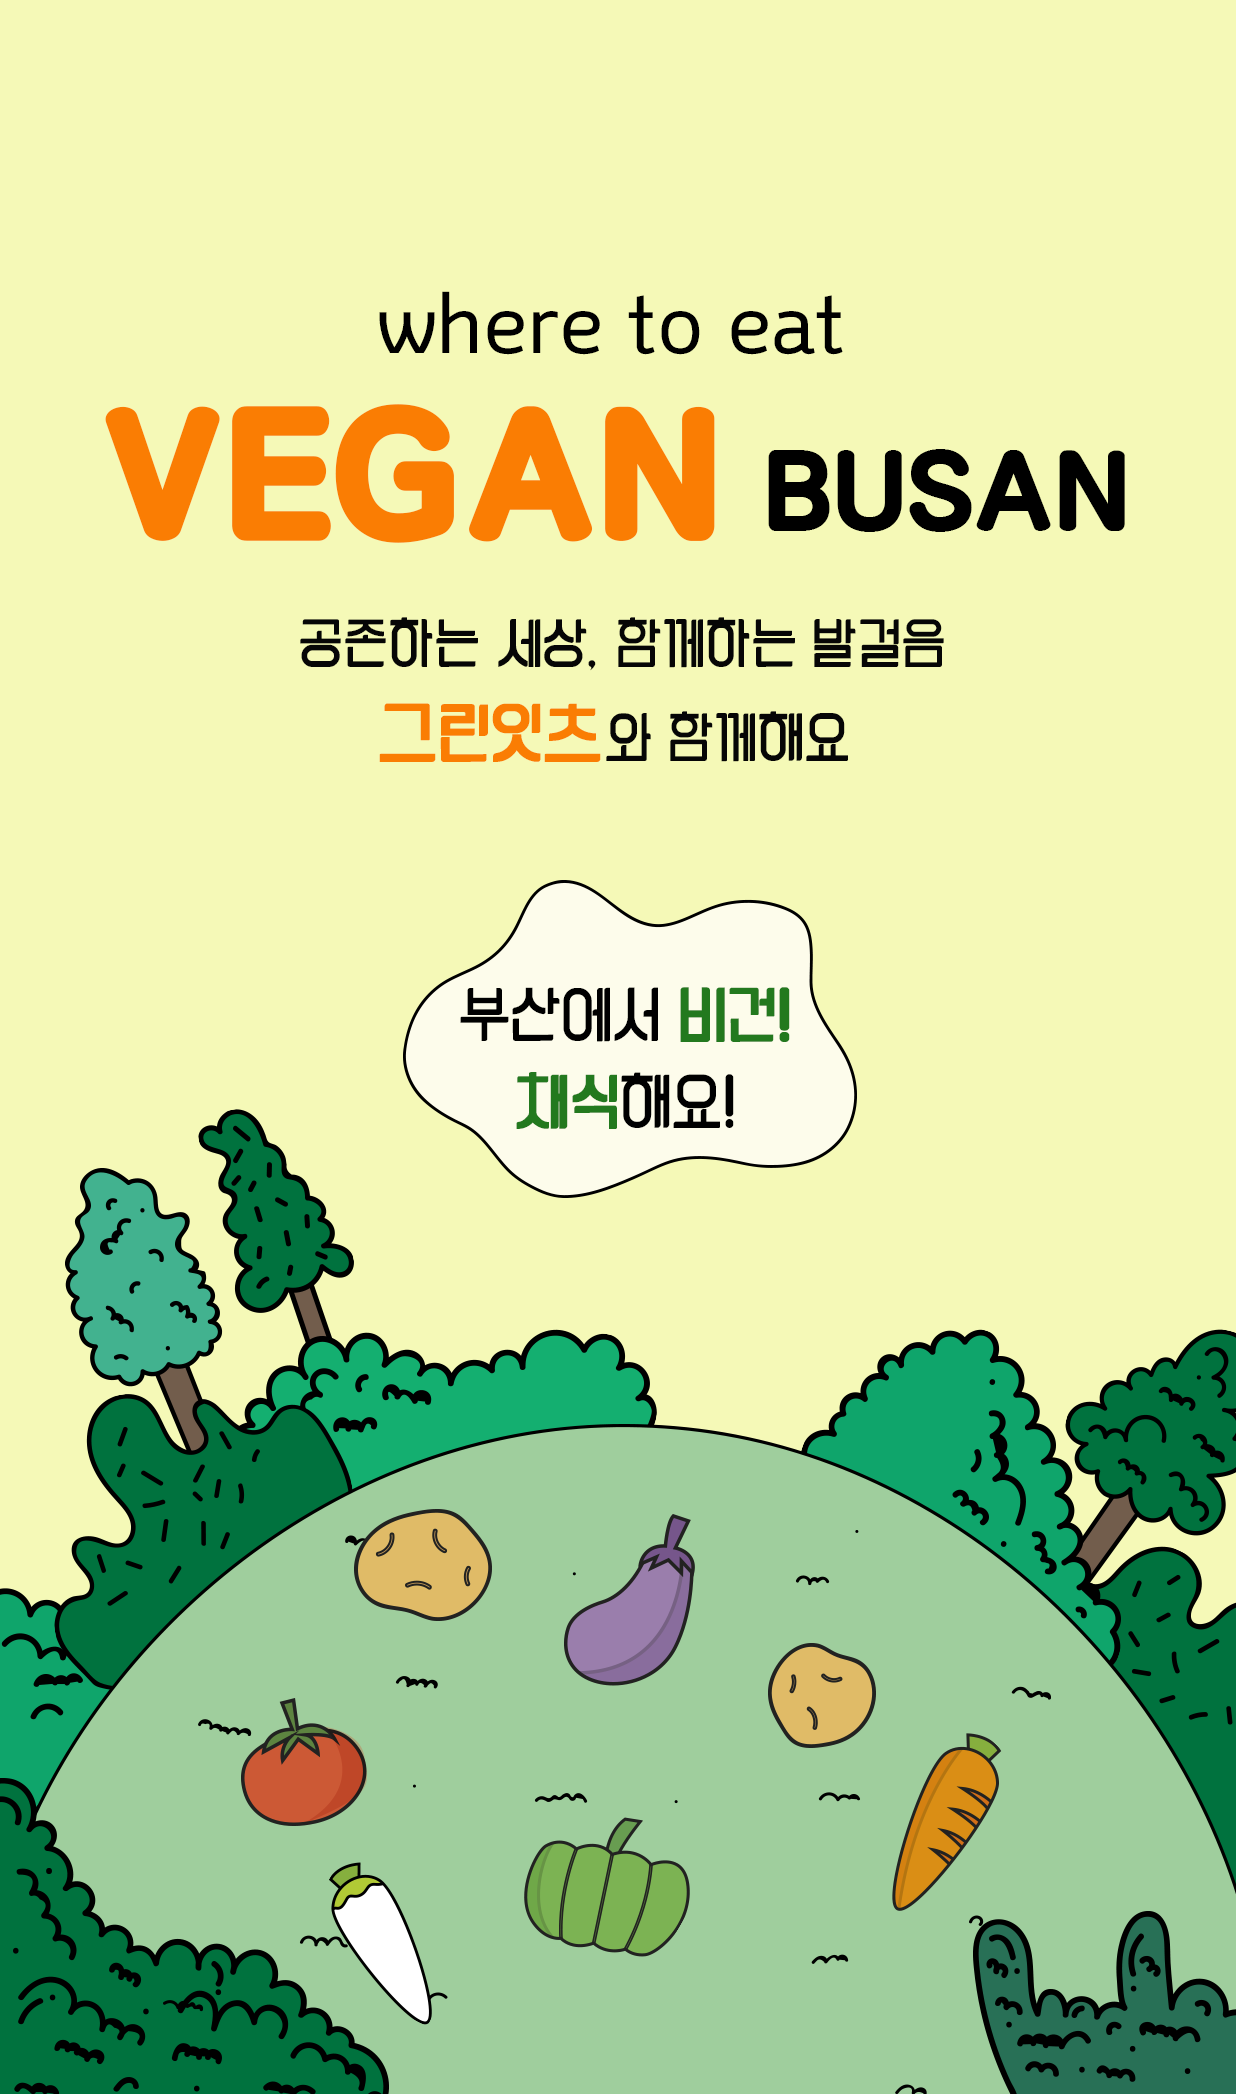 where to eat
VEGAN BUSAN
공존하는 세상, 함께하는 발걸음
그린잇츠와 함께해요
부산에서 비건!
채식해요!